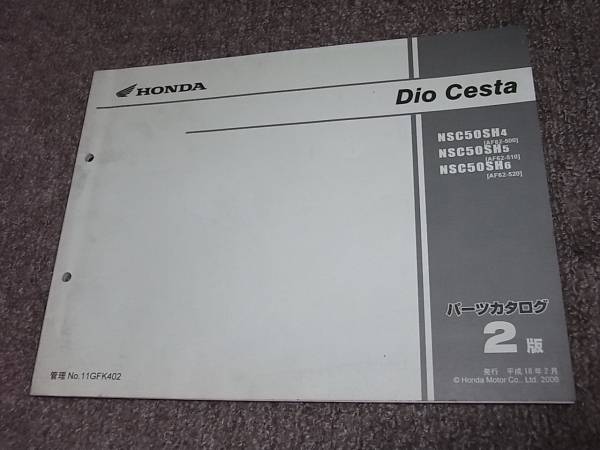 HONDA
Dio Cesta
NSC50SH4
[AF62-500]
NSC50SH5
[AF62-510]
NSC50SH6
[AF62-520]
パーツカタログ
2版
管理 No.11GFK402
発行 平成18年2月
© Honda Motor Co., Ltd. 2006